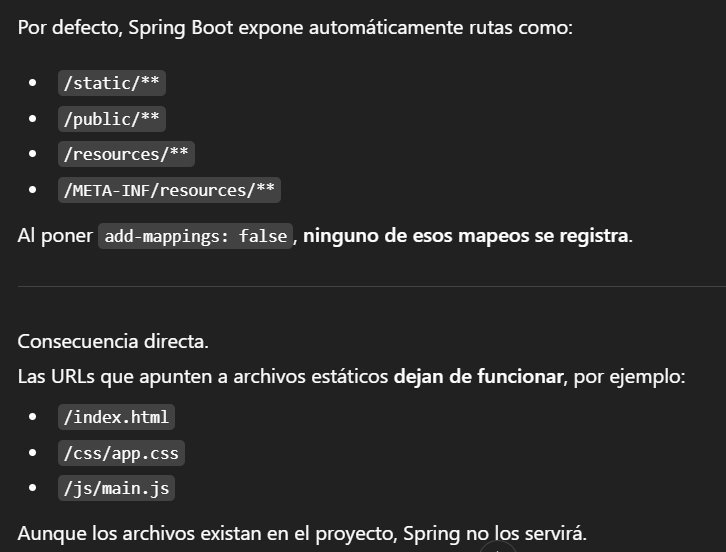 Por defecto, Spring Boot expone automáticamente rutas como:
• /static/**
• /public/**
• /resources/**
• /META-INF/resources/**
Al poner add-mappings: false, ninguno de esos mapeos se registra.
Consecuencia directa.
Las URLs que apunten a archivos estáticos dejan de funcionar, por ejemplo:
• /index.html
• /css/app.css
• /js/main.js
Aunque los archivos existan en el proyecto, Spring no los servirá.